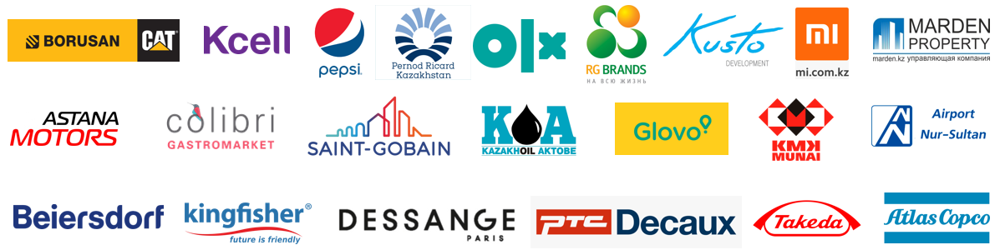 BORUSAN CAT
Kcell
pepsi
Pernod Ricard
Kazakhstan
olx
RG BRANDS
НА ВСЮ ЖИЗНЬ
Kusto
DEVELOPMENT
mi
mi.com.kz
MARDEN
PROPERTY
marden.kz управляющая компания
ASTANA
MOTORS
colibri
GASTROMARKET
SAINT-GOBAIN
KOA
KAZAKHOIL AKTOBE
Glovo
KMK
MUNAI
Airport
Nur-Sultan
Beiersdorf
kingfisher®
future is friendly
DESSANGE
PARIS
РТС Decaux
Takeda
Atlas Copco